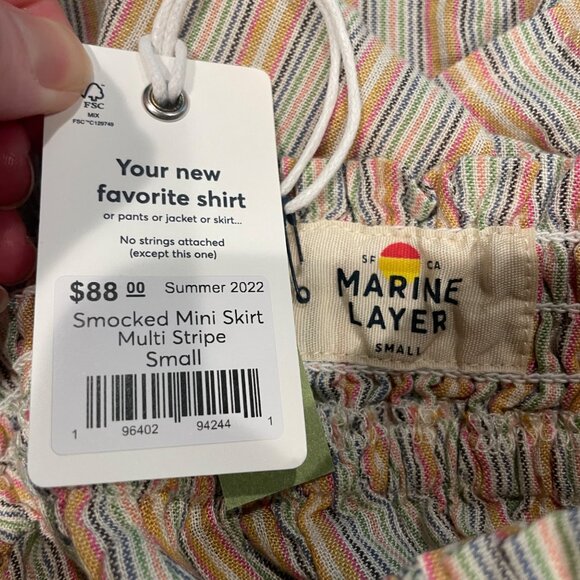 FSC
MIX
FSC™C129749
Your new
favorite shirt
or pants or jacket or skirt...
No strings attached
(except this one)
$88 00 Summer 2022
Smocked Mini Skirt
Multi Stripe
Small
1 96402 94244 1
SF CA
MARINE
LAYER
SMALL